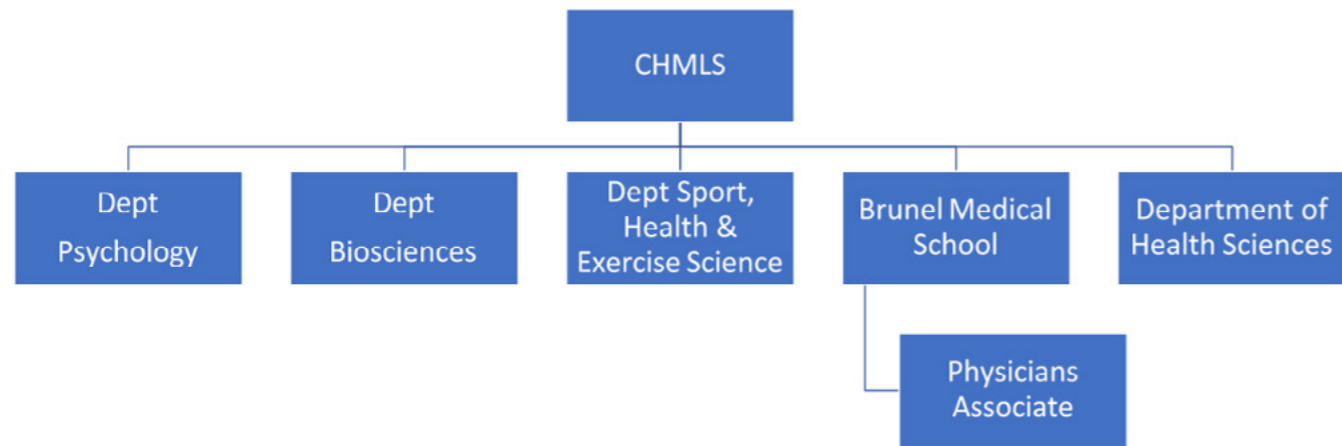 CHMLS
Dept
Psychology
Dept
Biosciences
Dept Sport,
Health &
Exercise Science
Brunel Medical
School
Department of
Health Sciences
Physicians
Associate